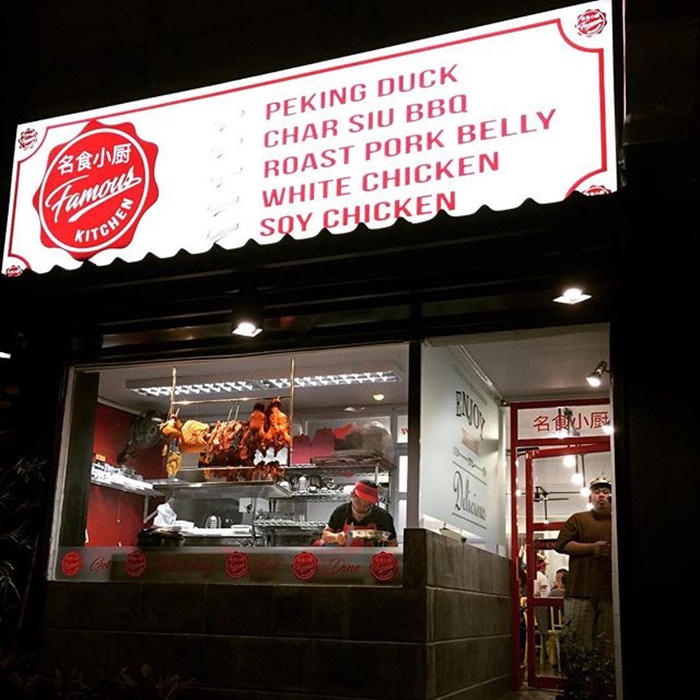 PEKING DUCK
CHAR SIU BBQ
ROAST PORK BELLY
WHITE CHICKEN
SOY CHICKEN
名食小厨
Famous
KITCHEN
ENJOY
Delicious
名食小厨
OPEN